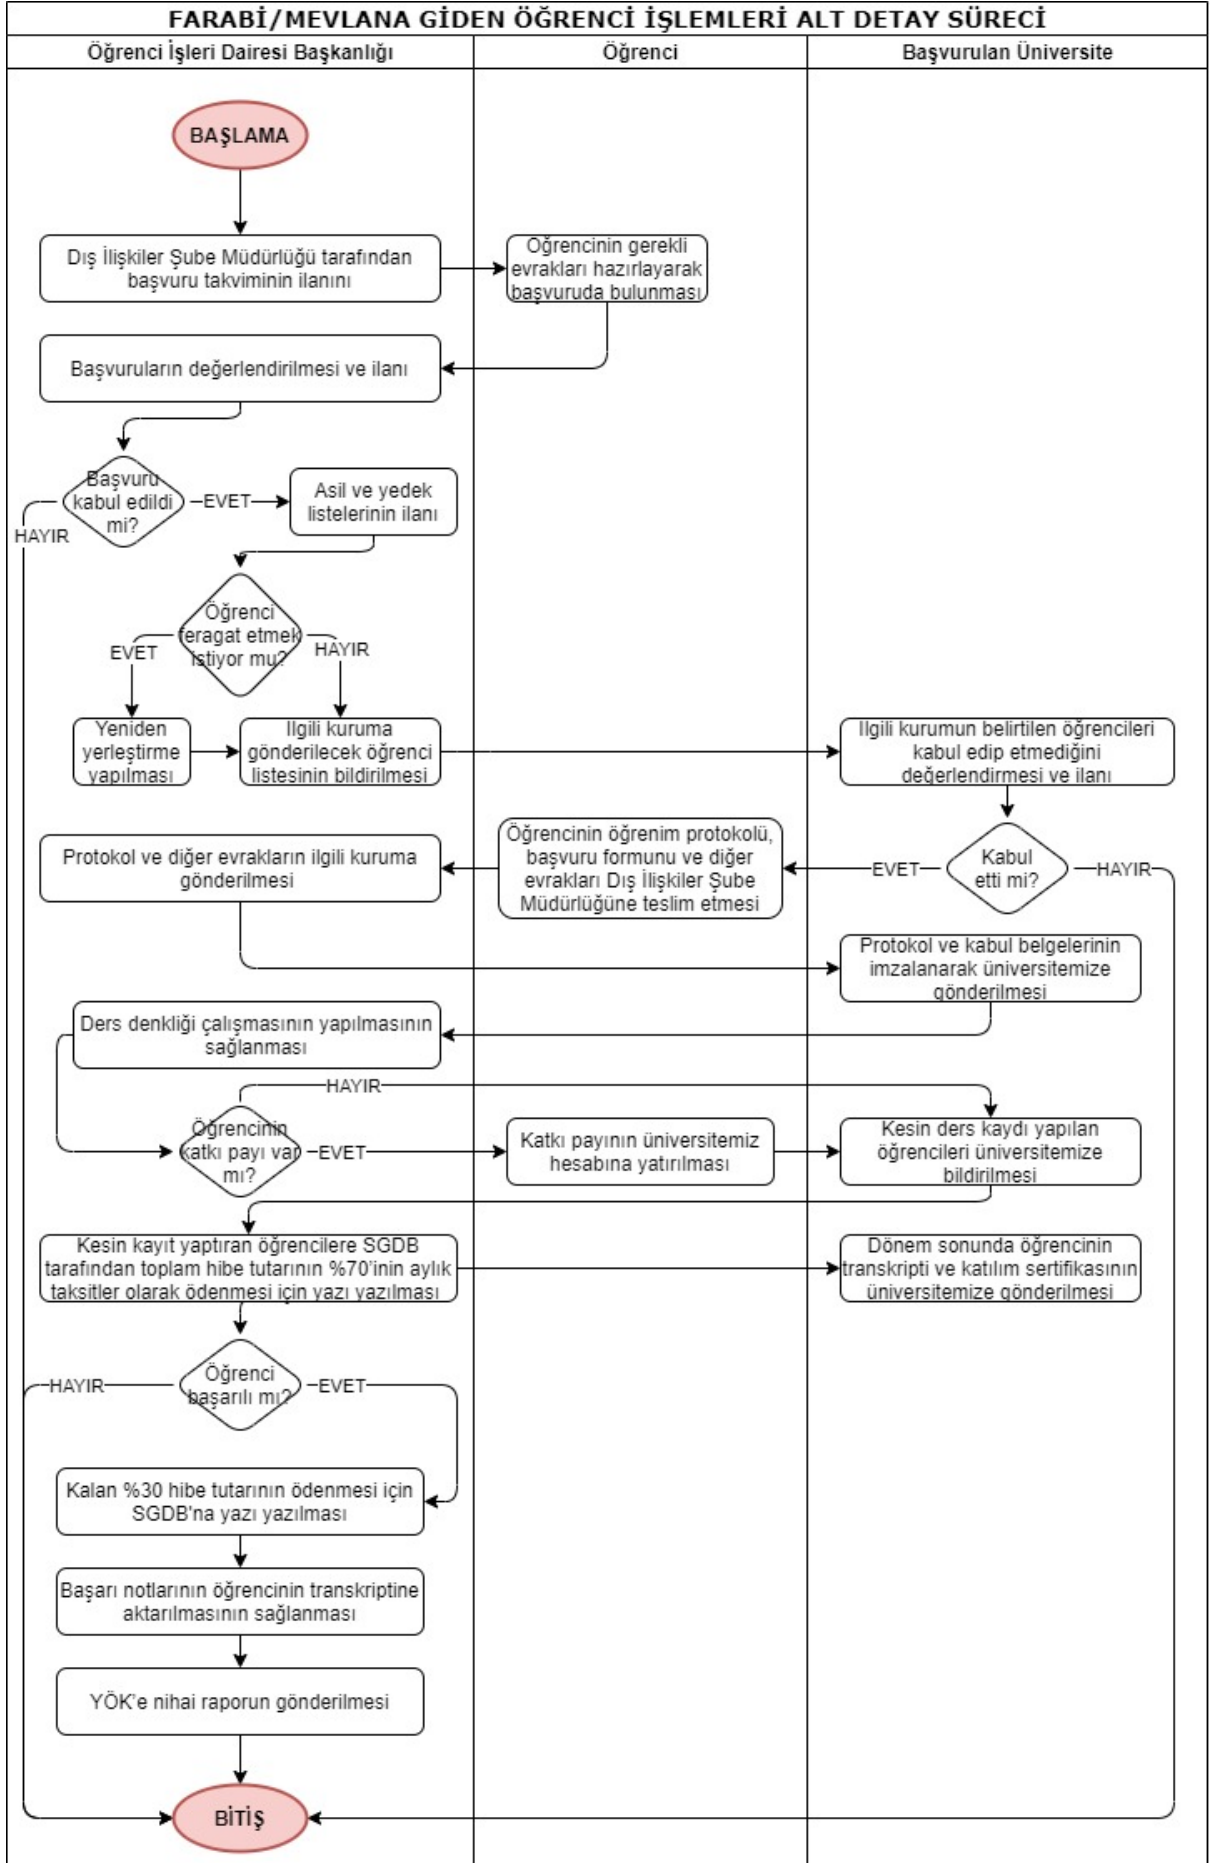 FARABİ/MEVLANA GİDEN ÖĞRENCİ İŞLEMLERİ ALT DETAY SÜRECİ
Öğrenci İşleri Dairesi Başkanlığı
Öğrenci
Başvurulan Üniversite
BAŞLAMA
Dış İlişkiler Şube Müdürlüğü tarafından
başvuru takviminin ilanını
Öğrencinin gerekli
evrakları hazırlayarak
başvuruda bulunması
Başvuruların değerlendirilmesi ve ilanı
Başvuru
kabul edildi
mi?
EVET
HAYIR
Asil ve yedek
listelerinin ilanı
Öğrenci
feragat etmek
istiyor mu?
EVET
HAYIR
Yeniden
yerleştirme
yapılması
İlgili kuruma
gönderilecek öğrenci
listesinin bildirilmesi
İlgili kurumun belirtilen öğrencileri
kabul edip etmediğini
değerlendirmesi ve ilanı
Kabul
etti mi?
EVET
HAYIR
Öğrencinin öğrenim protokolü,
başvuru formunu ve diğer
evrakları Dış İlişkiler Şube
Müdürlüğüne teslim etmesi
Protokol ve diğer evrakların ilgili kuruma
gönderilmesi
Protokol ve kabul belgelerinin
imzalanarak üniversitemize
gönderilmesi
Ders denkliği çalışmasının yapılmasının
sağlanması
HAYIR
Öğrencinin
katkı payı var
mı?
EVET
Katkı payının üniversitemiz
hesabına yatırılması
Kesin ders kaydı yapılan
öğrencileri üniversitemize
bildirilmesi
Kesin kayıt yaptıran öğrencilere SGDB
tarafından toplam hibe tutarının %70'inin aylık
taksitler olarak ödenmesi için yazı yazılması
Dönem sonunda öğrencinin
transkripti ve katılım sertifikasının
üniversitemize gönderilmesi
Öğrenci
başarılı mı?
HAYIR
EVET
Kalan %30 hibe tutarının ödenmesi için
SGDB'na yazı yazılması
Başarı notlarının öğrencinin transkriptine
aktarılmasının sağlanması
YÖK'e nihai raporun gönderilmesi
BİTİŞ